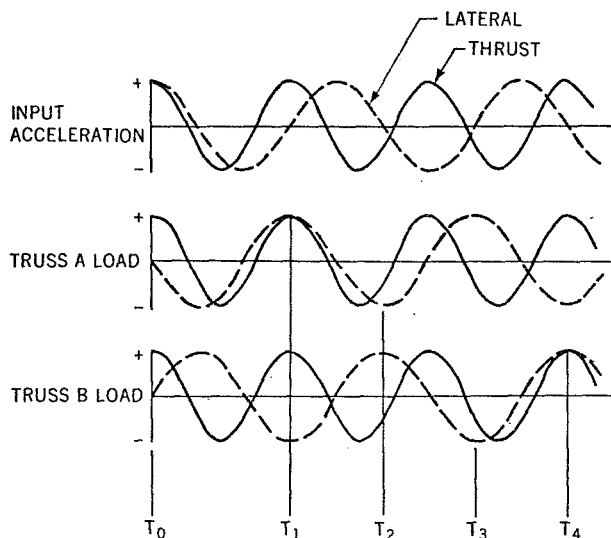 LATERAL
THRUST
+
INPUT
ACCELERATION
−
+
TRUSS A LOAD
−
+
TRUSS B LOAD
−
T0 T1 T2 T3 T4